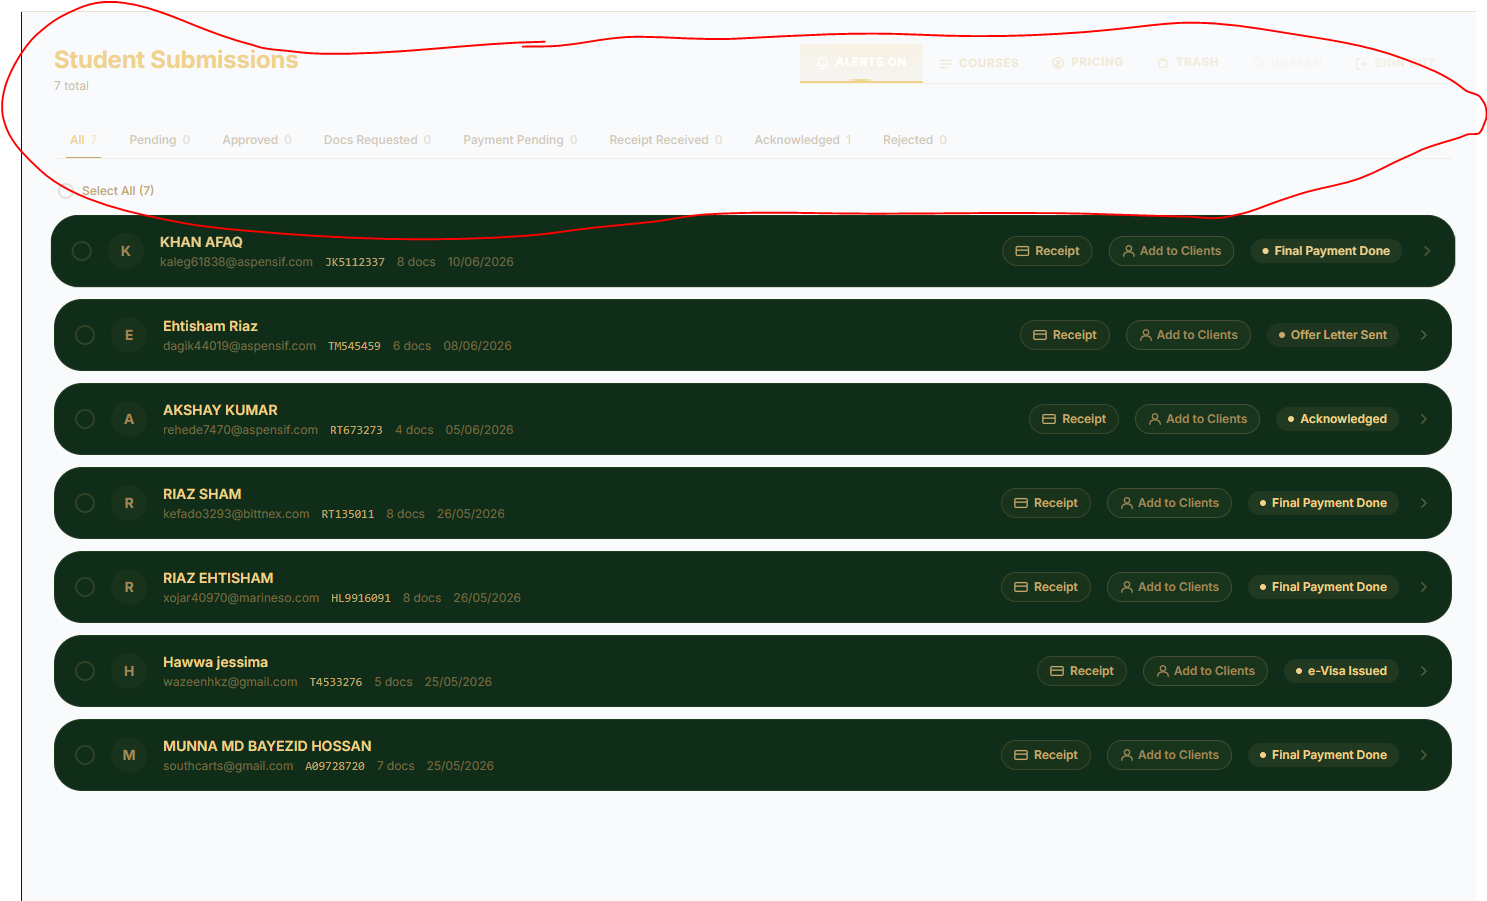 Student Submissions
7 total
ALERTS ON COURSES PRICING TRASH SIGN OUT
All 7 Pending 0 Approved 0 Docs Requested 0 Payment Pending 0 Receipt Received 0 Acknowledged 1 Rejected 0
Select All (7)
K KHAN AFAQ
kaleg61838@aspensif.com JK5112337 8 docs 10/06/2026
Receipt Add to Clients Final Payment Done
E Ehtisham Riaz
dagik44019@aspensif.com TM545459 6 docs 08/06/2026
Receipt Add to Clients Offer Letter Sent
A AKSHAY KUMAR
rehede7470@aspensif.com RT673273 4 docs 05/06/2026
Receipt Add to Clients Acknowledged
R RIAZ SHAM
kefado3293@bittnex.com RT135011 8 docs 26/05/2026
Receipt Add to Clients Final Payment Done
R RIAZ EHTISHAM
xojar40970@marineso.com HL9916091 8 docs 26/05/2026
Receipt Add to Clients Final Payment Done
H Hawwa jessima
wazeenhkz@gmail.com T4533276 5 docs 25/05/2026
Receipt Add to Clients e-Visa Issued
M MUNNA MD BAYEZID HOSSAN
southcarts@gmail.com A09728720 7 docs 25/05/2026
Receipt Add to Clients Final Payment Done